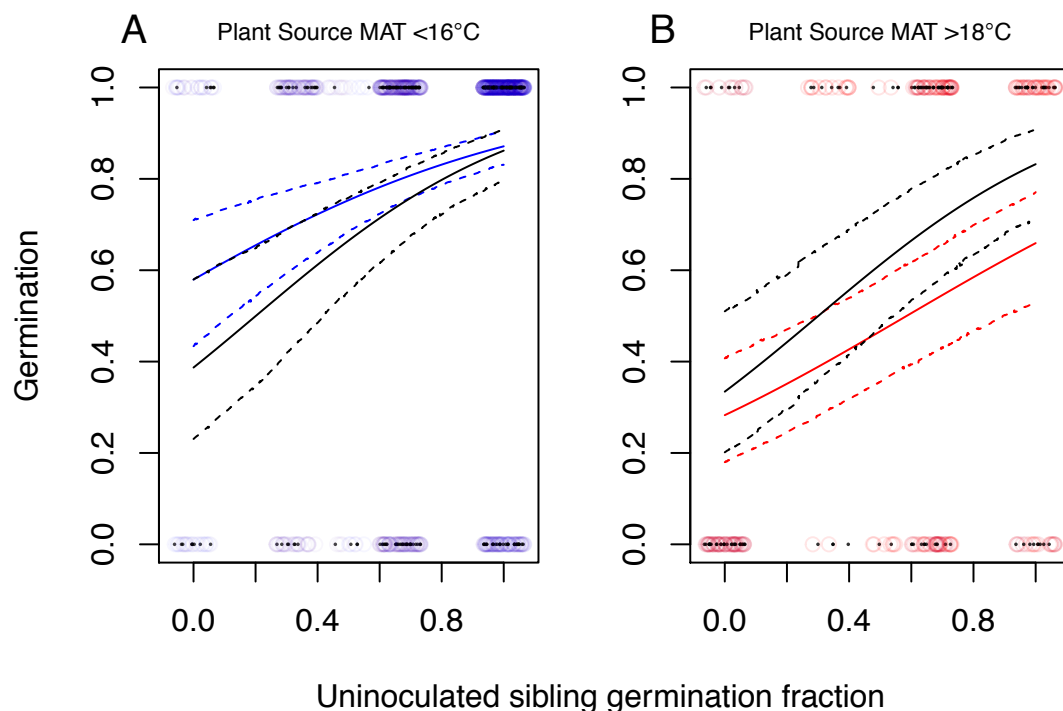 A
Plant Source MAT <16°C
B
Plant Source MAT >18°C
Germination
1.0
0.8
0.6
0.4
0.2
0.0
0.0 0.4 0.8
1.0
0.8
0.6
0.4
0.2
0.0
0.0 0.4 0.8
Uninoculated sibling germination fraction